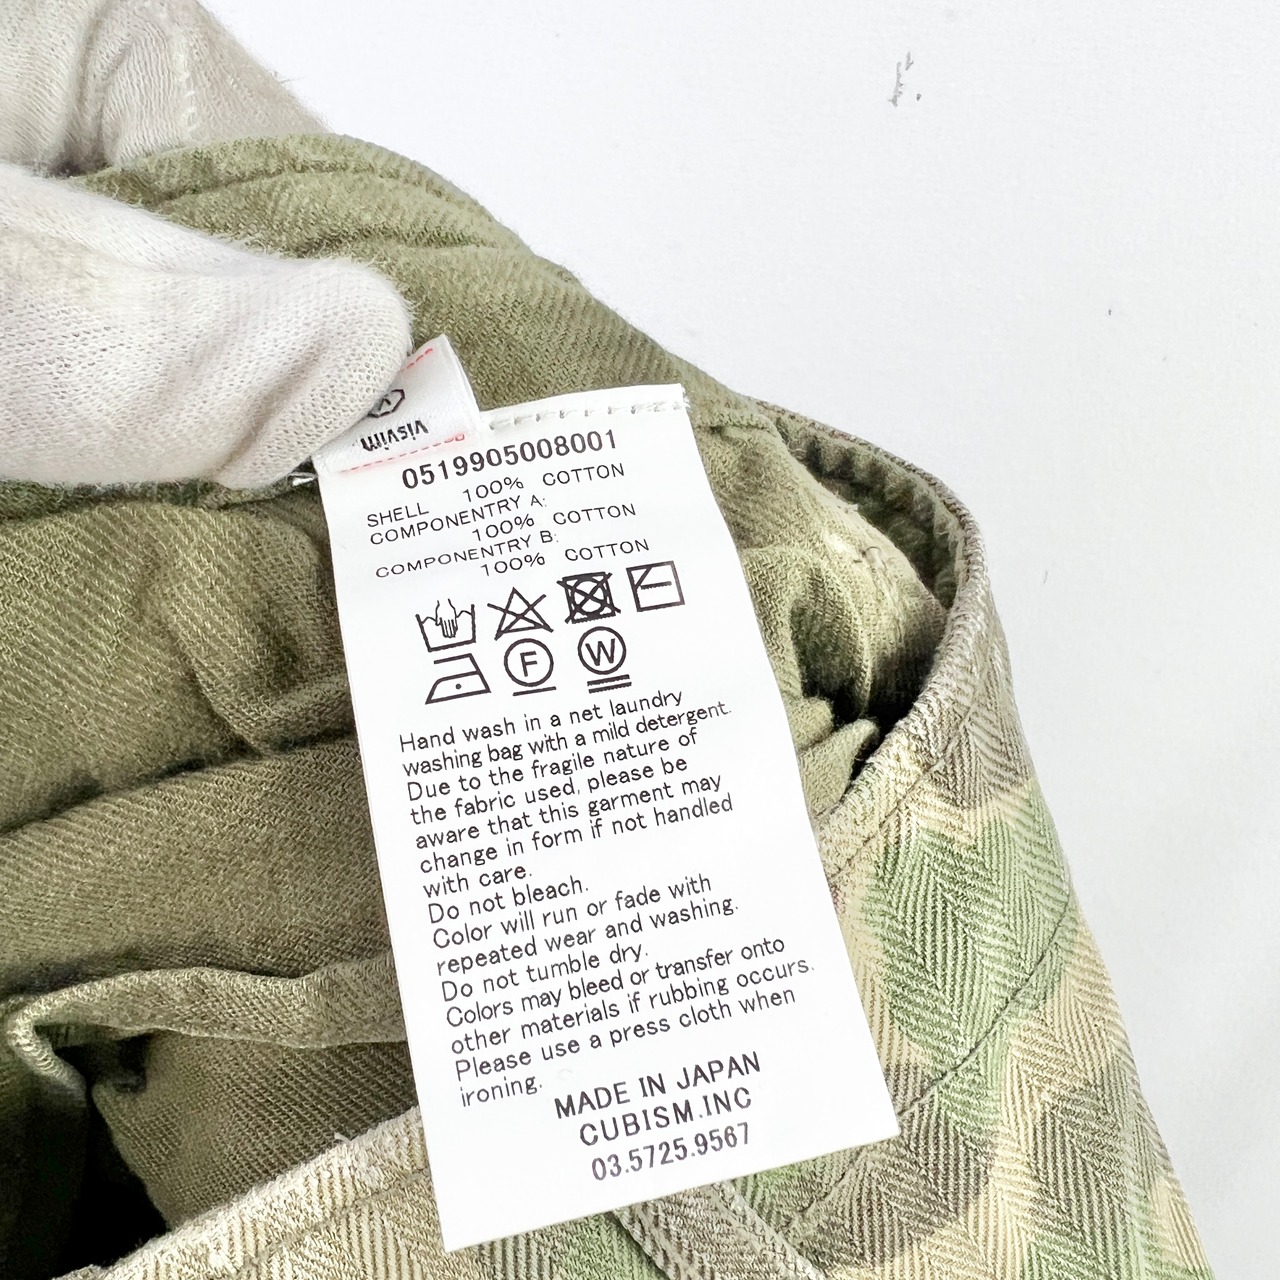 visvim
0519905008001
SHELL 100% COTTON
COMPONENTRY A:
100% COTTON
COMPONENTRY B:
100% COTTON
F W
Hand wash in a net laundry
washing bag with a mild detergent.
Due to the fragile nature of
the fabric used, please be
aware that this garment may
change in form if not handled
with care.
Do not bleach.
Color will run or fade with
repeated wear and washing.
Do not tumble dry.
Colors may bleed or transfer onto
other materials if rubbing occurs.
Please use a press cloth when
ironing.
MADE IN JAPAN
CUBISM.INC
03.5725.9567